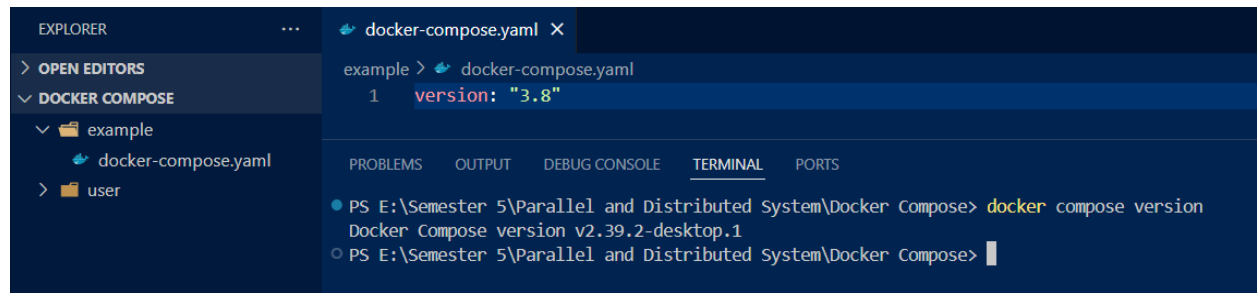 EXPLORER ···
OPEN EDITORS
DOCKER COMPOSE
example
docker-compose.yaml
user
docker-compose.yaml
example > docker-compose.yaml
1 version: "3.8"
PROBLEMS OUTPUT DEBUG CONSOLE TERMINAL PORTS
PS E:\Semester 5\Parallel and Distributed System\Docker Compose> docker compose version
Docker Compose version v2.39.2-desktop.1
PS E:\Semester 5\Parallel and Distributed System\Docker Compose>